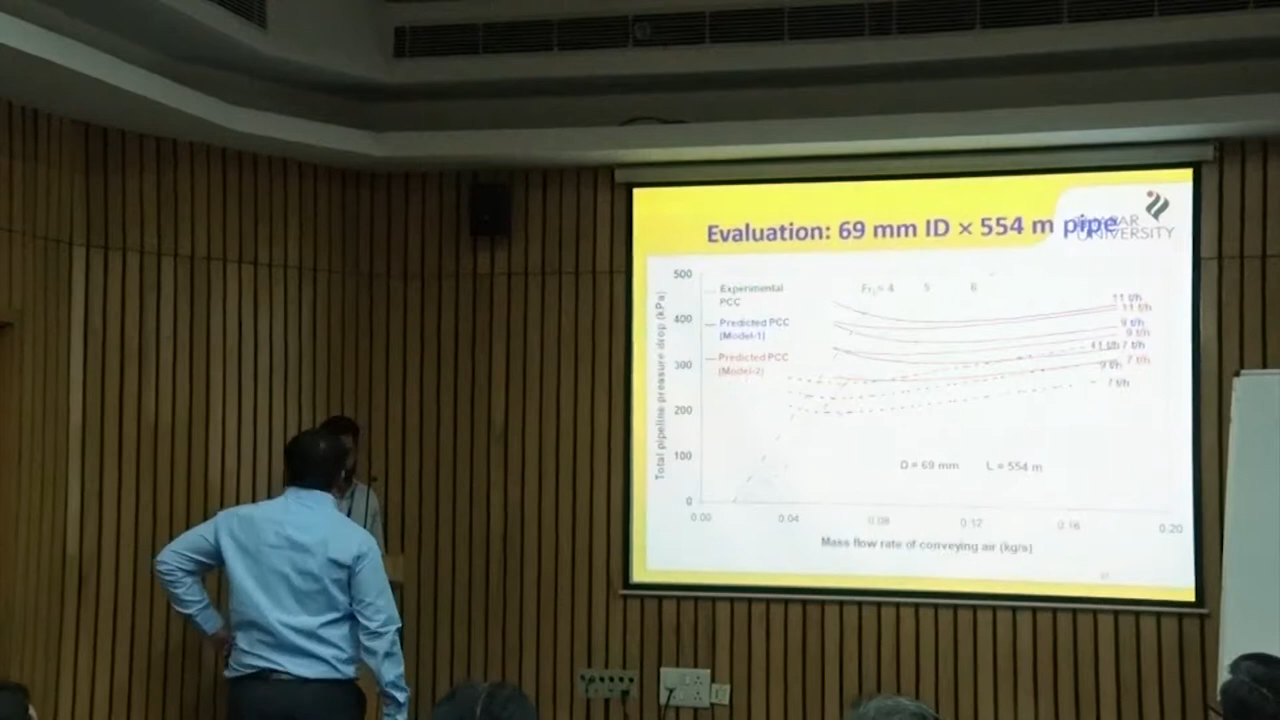 Evaluation: 69 mm ID × 554 m pipe
UNIVERSITY
500
400
300
200
100
0
Total pipeline pressure drop (kPa)
Experimental
PCC
Predicted PCC
(Model-1)
Predicted PCC
(Model-2)
4
5
6
11 t/h
11 t/h
9 t/h
9 t/h
11 t/h 7 t/h
7 t/h
9 t/h
7 t/h
D = 69 mm L = 554 m
0.00 0.04 0.08 0.12 0.16 0.20
Mass flow rate of conveying air (kg/s)